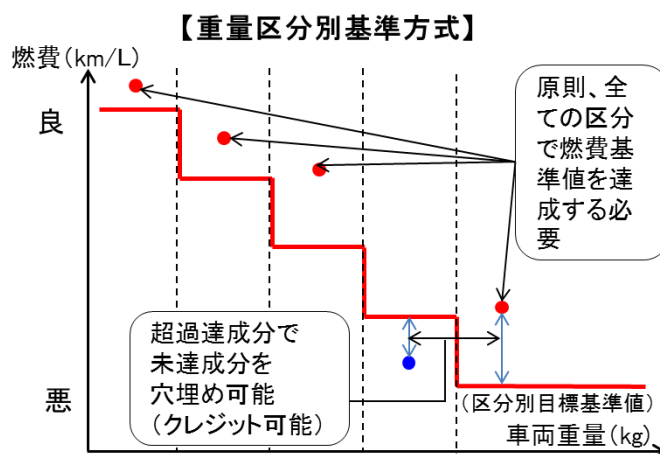 【重量区分別基準方式】
燃費(km/L)
良
原則、全
ての区分
で燃費基
準値を達
成する必
要
超過達成分で
未達成分を
穴埋め可能
(クレジット可能)
悪
(区分別目標基準値)
車両重量(kg)